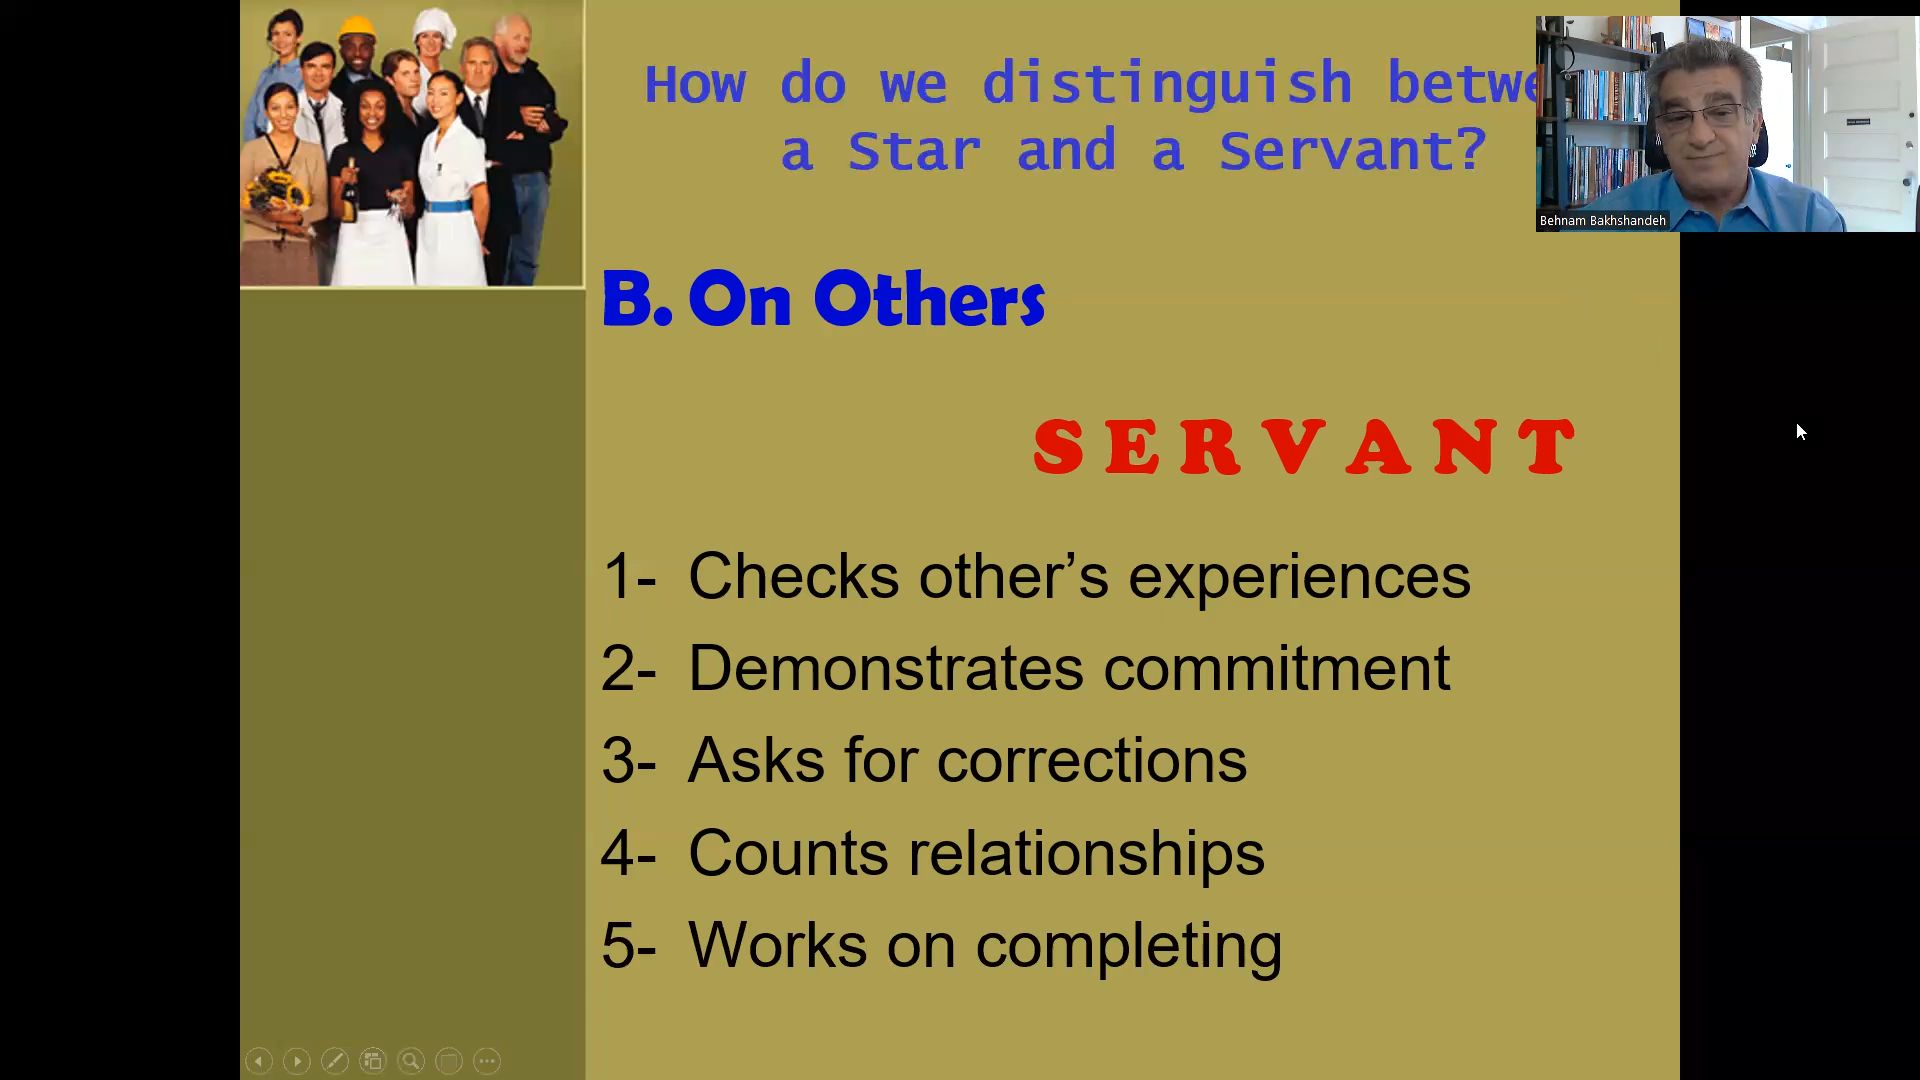 How do we distinguish betwe
a Star and a Servant?
Behnam Bakhshandeh
B. On Others
SERVANT
1- Checks other’s experiences
2- Demonstrates commitment
3- Asks for corrections
4- Counts relationships
5- Works on completing